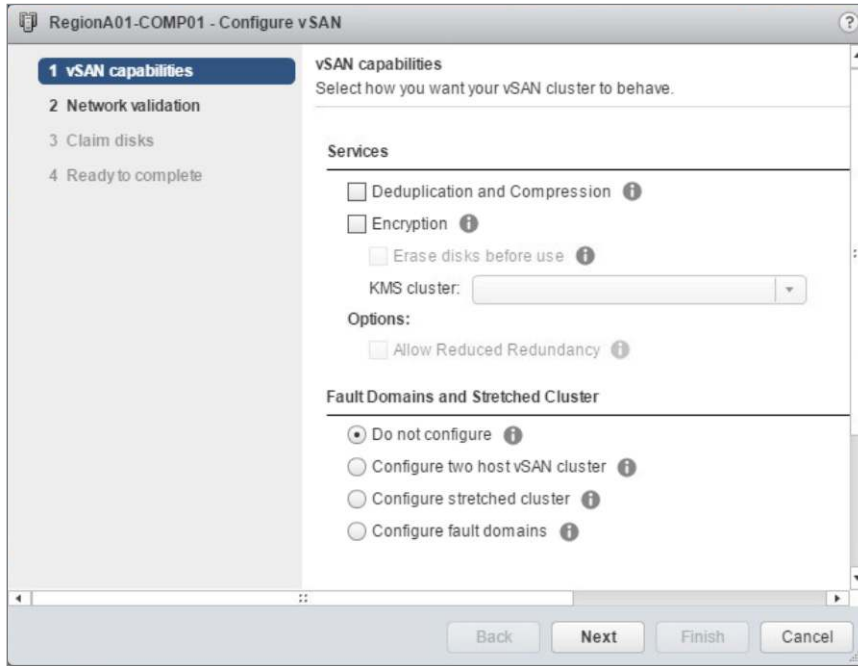 RegionA01-COMP01 - Configure vSAN
?
1 vSAN capabilities
2 Network validation
3 Claim disks
4 Ready to complete
vSAN capabilities
Select how you want your vSAN cluster to behave.
Services
Deduplication and Compression
Encryption
Erase disks before use
KMS cluster:
Options:
Allow Reduced Redundancy
Fault Domains and Stretched Cluster
Do not configure
Configure two host vSAN cluster
Configure stretched cluster
Configure fault domains
Back Next Finish Cancel